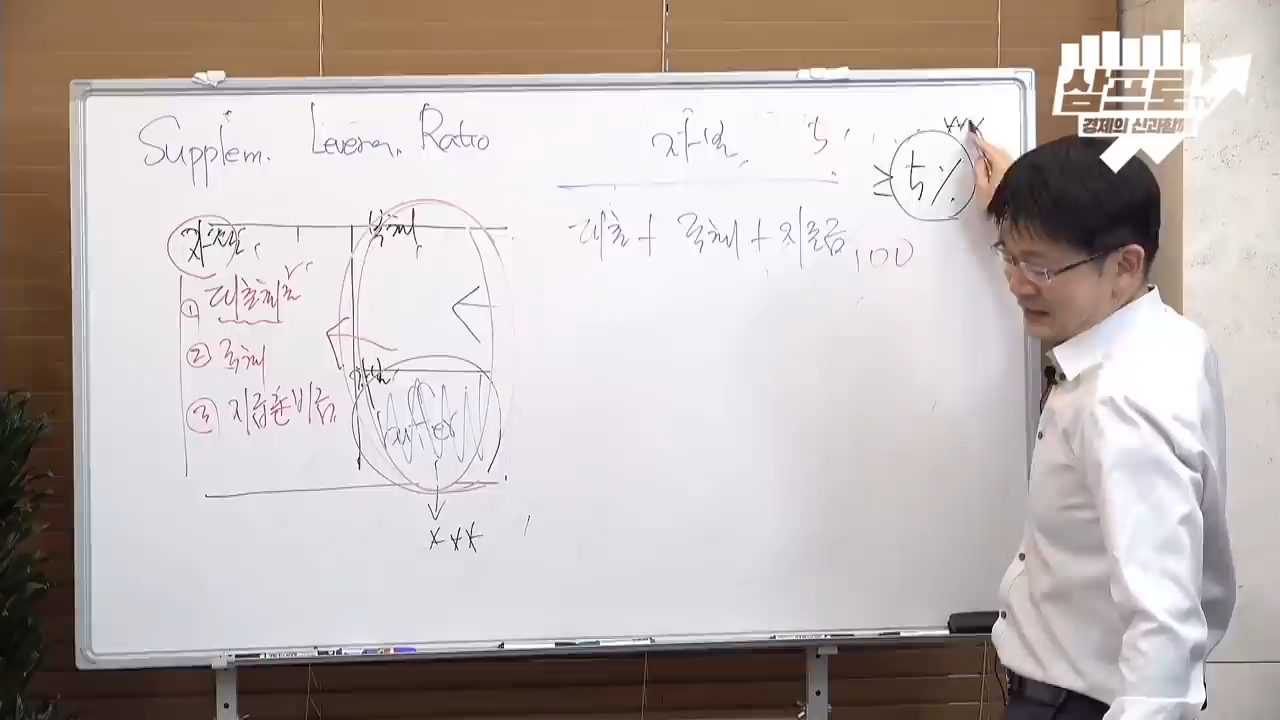 Supplem. Levera. Ratio
자본 5
≥ 5%
대출 + 국채 + 지준금 100
자산
부채
① 대출채권
② 국채
③ 지급준비금
자본
buffer
삼프로TV
경제의 신과함께